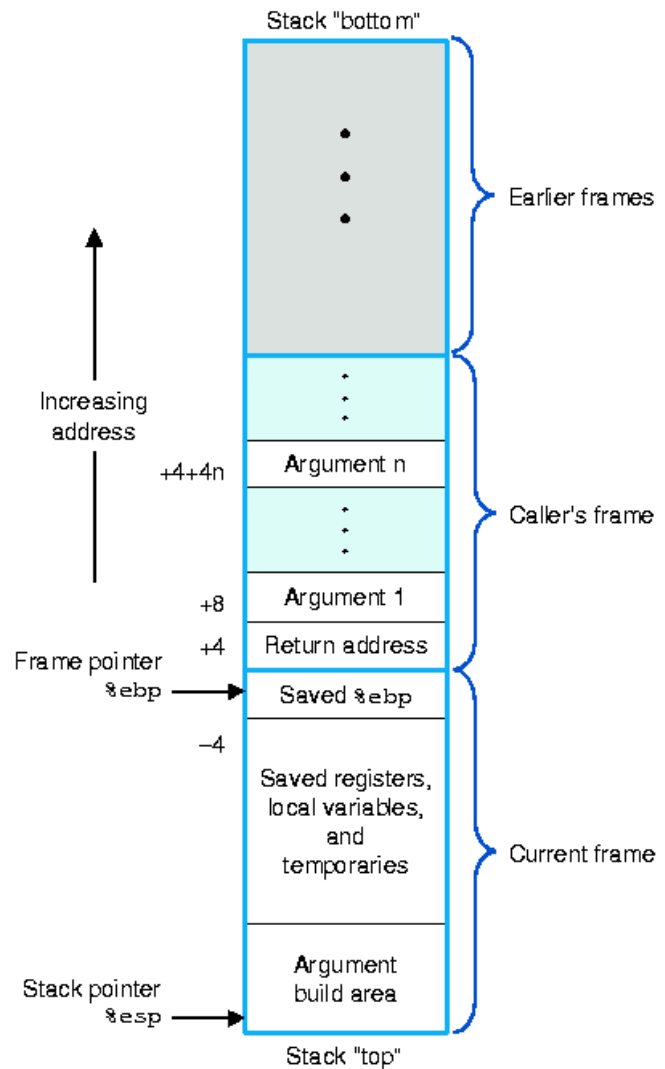 Stack "bottom"
Earlier frames
Increasing
address
+4+4n
Argument n
Caller's frame
+8
Argument 1
+4
Return address
Frame pointer
%ebp
Saved %ebp
−4
Saved registers,
local variables,
and
temporaries
Current frame
Argument
build area
Stack pointer
%esp
Stack "top"